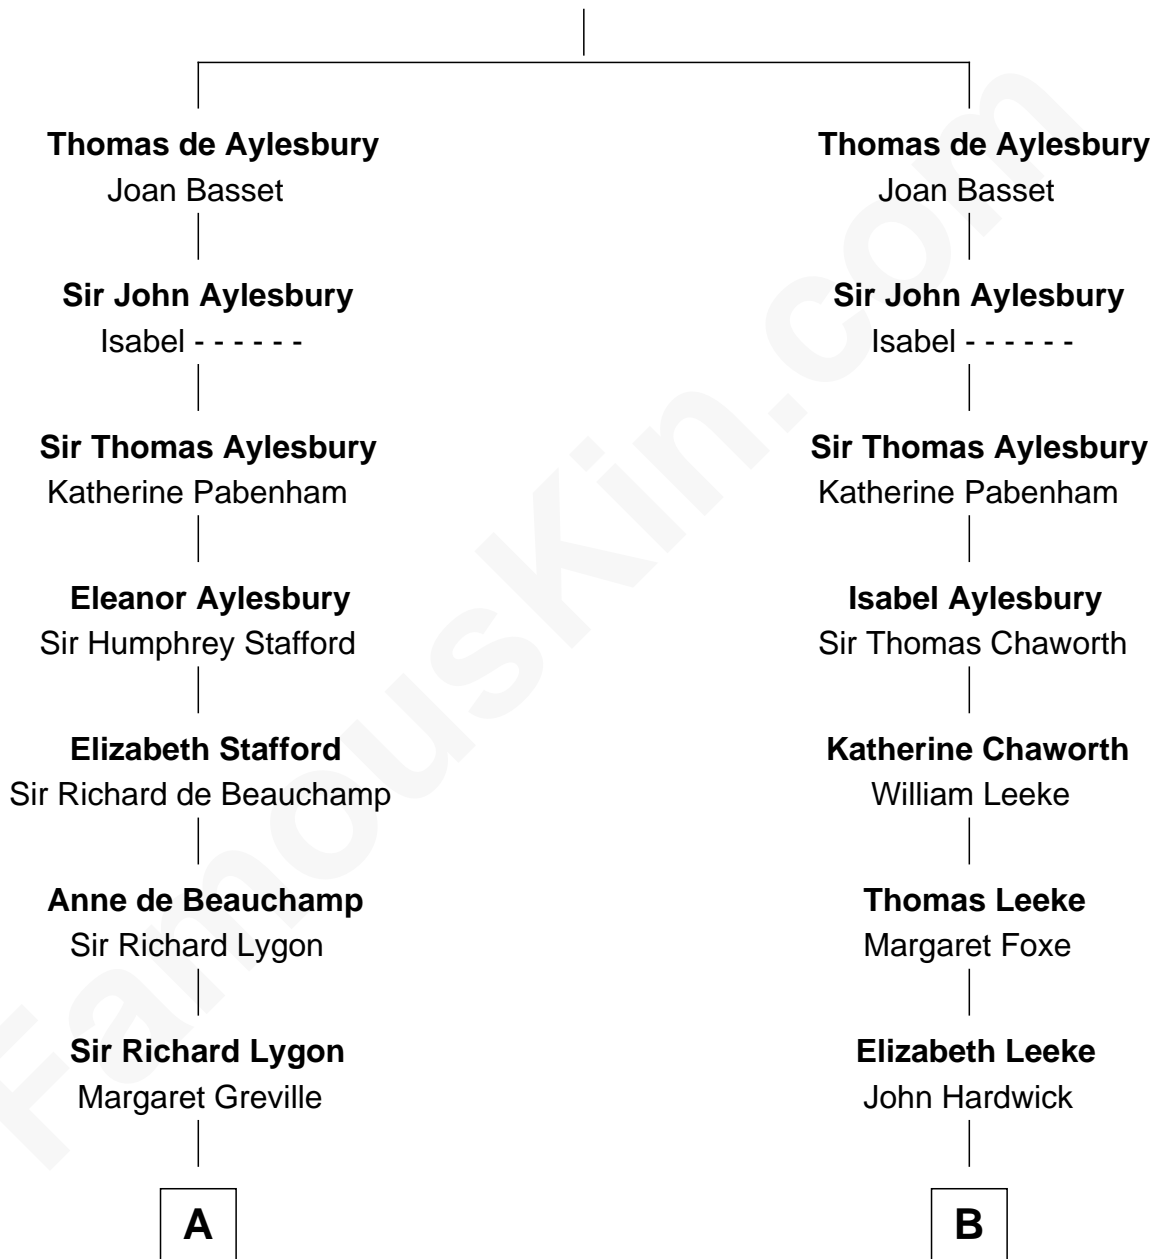 Thomas de Aylesbury
Joan Basset
Sir John Aylesbury
Isabel - - - - - -
Sir Thomas Aylesbury
Katherine Pabenham
Eleanor Aylesbury
Sir Humphrey Stafford
Elizabeth Stafford
Sir Richard de Beauchamp
Anne de Beauchamp
Sir Richard Lygon
Sir Richard Lygon
Margaret Greville
A
Thomas de Aylesbury
Joan Basset
Sir John Aylesbury
Isabel - - - - - -
Sir Thomas Aylesbury
Katherine Pabenham
Isabel Aylesbury
Sir Thomas Chaworth
Katherine Chaworth
William Leeke
Thomas Leeke
Margaret Foxe
Elizabeth Leeke
John Hardwick
B
FamousKin.com